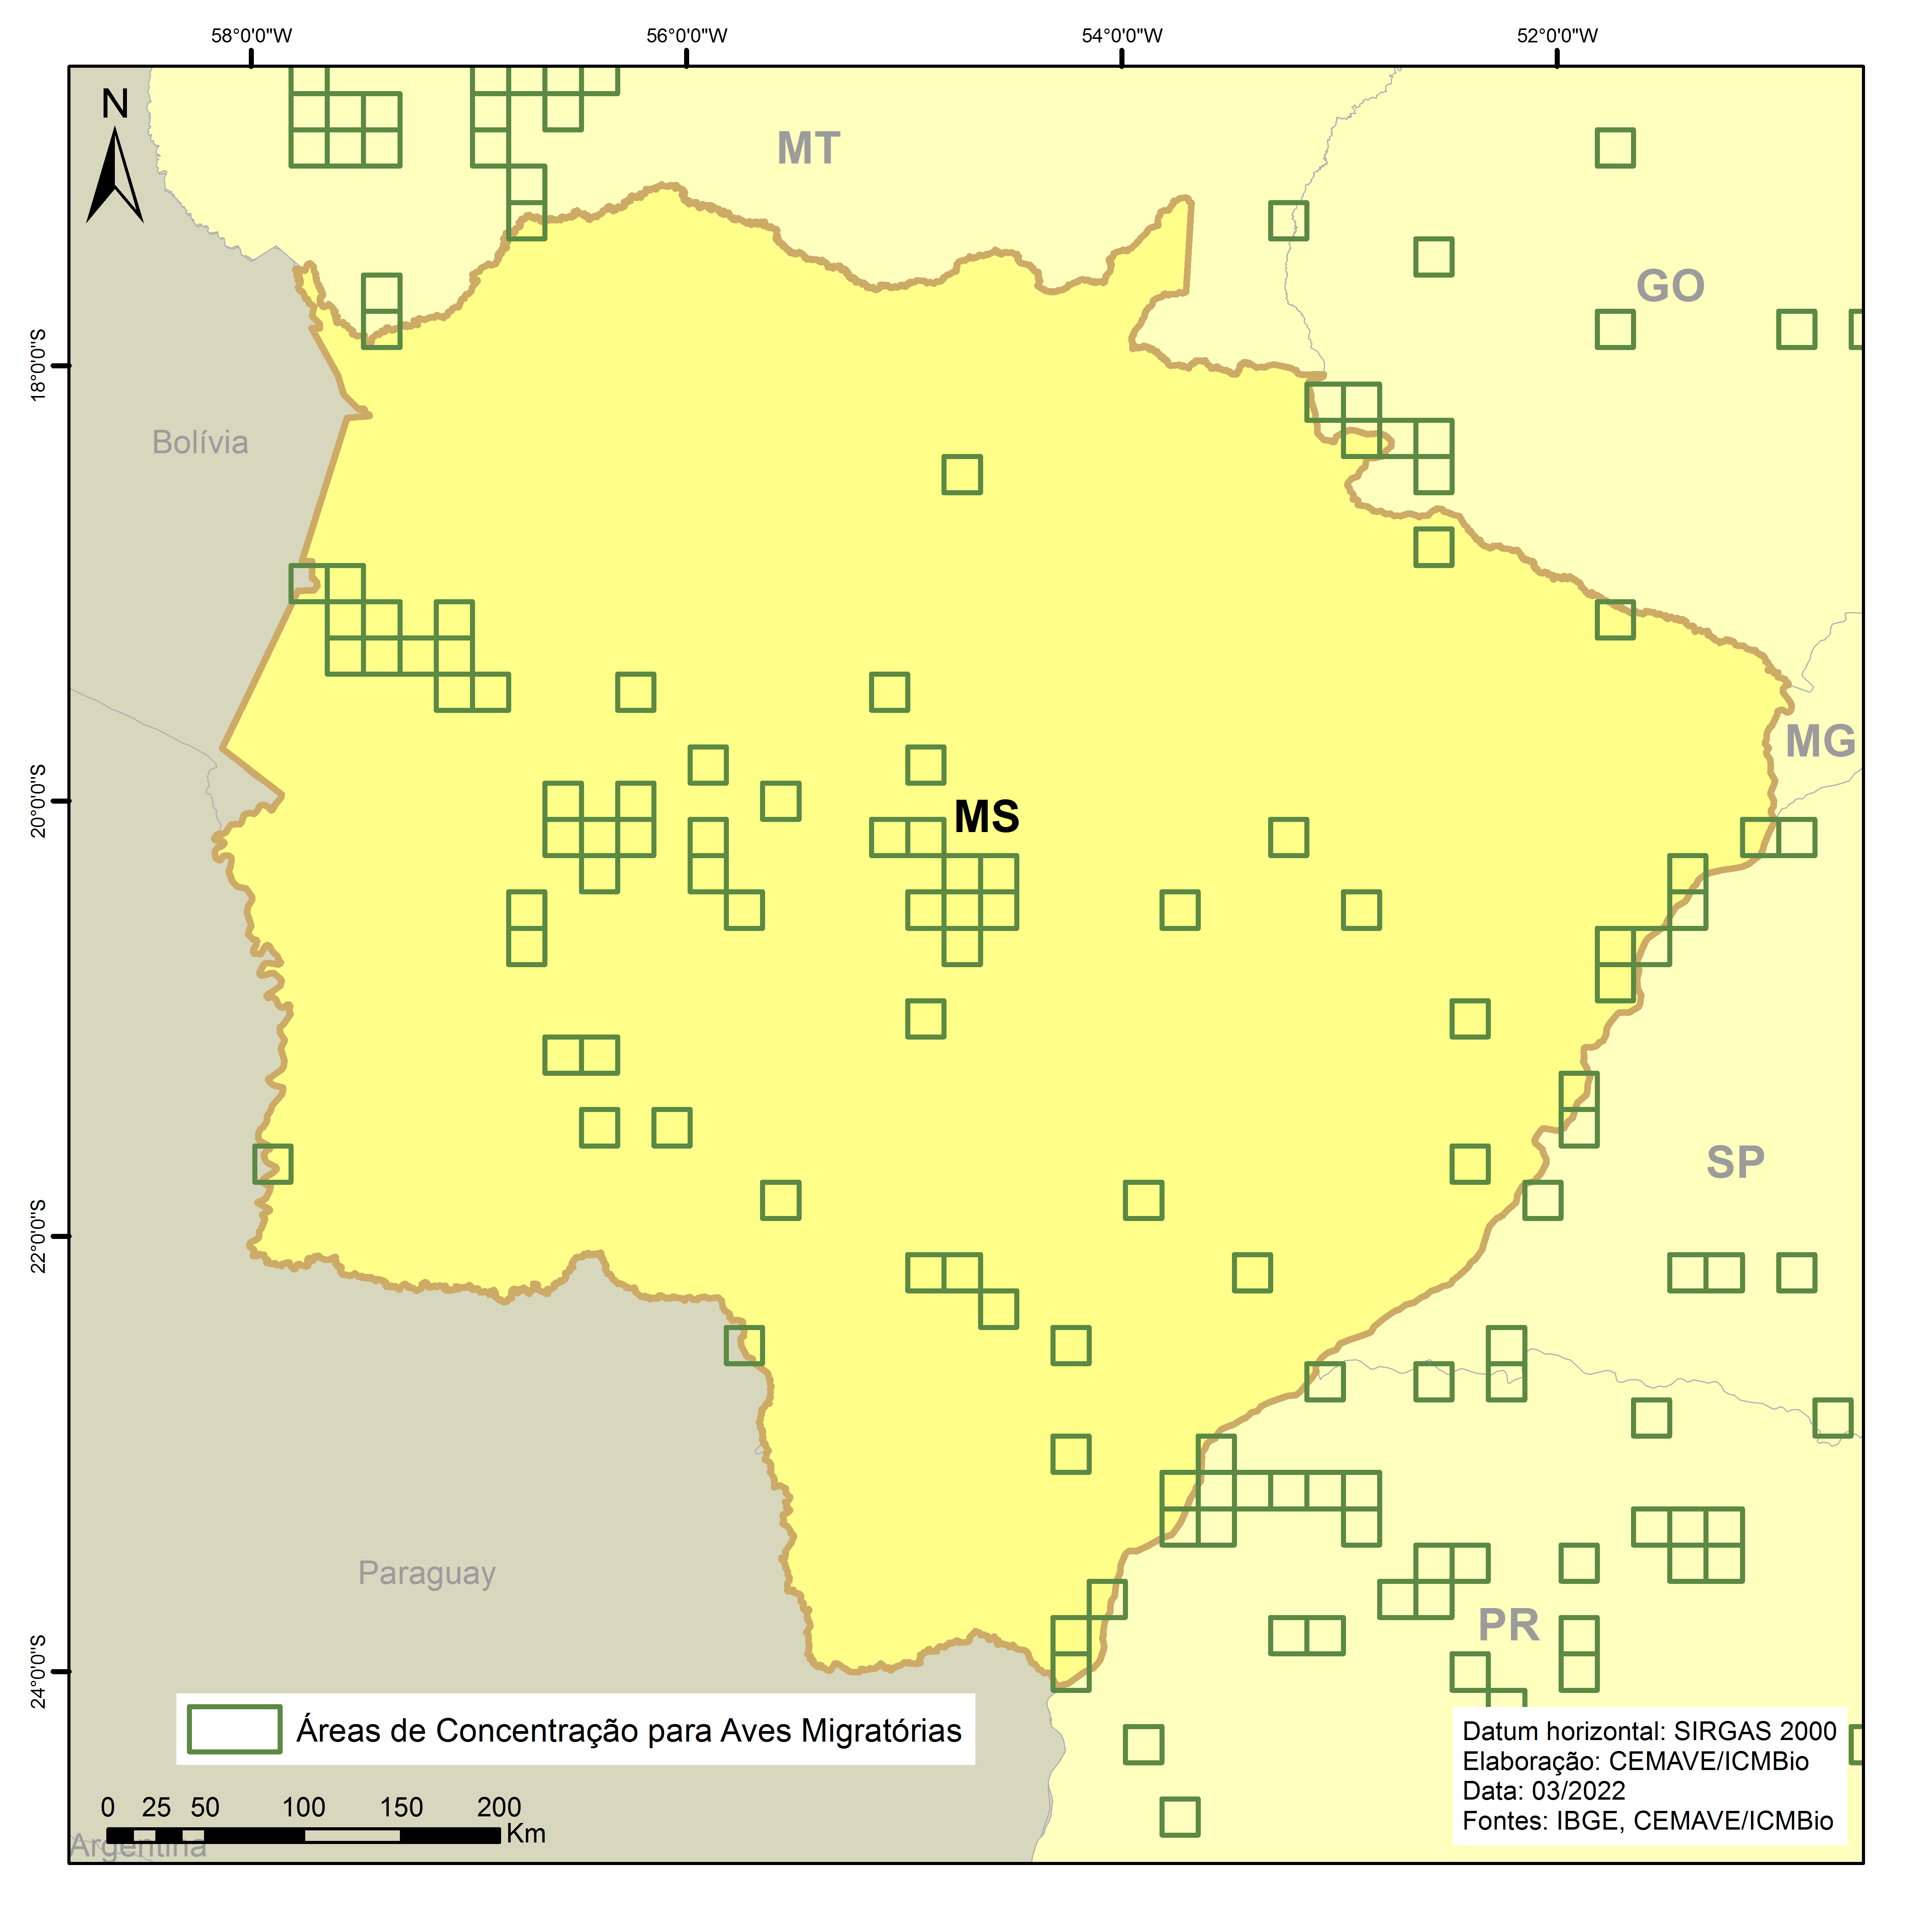 58°0'0"W
56°0'0"W
54°0'0"W
52°0'0"W
N
MT
GO
18°0'0"S
Bolívia
MG
20°0'0"S
MS
SP
22°0'0"S
Paraguay
PR
24°0'0"S
Áreas de Concentração para Aves Migratórias
0 25 50 100 150 200
Km
Argentina
Datum horizontal: SIRGAS 2000
Elaboração: CEMAVE/ICMBio
Data: 03/2022
Fontes: IBGE, CEMAVE/ICMBio